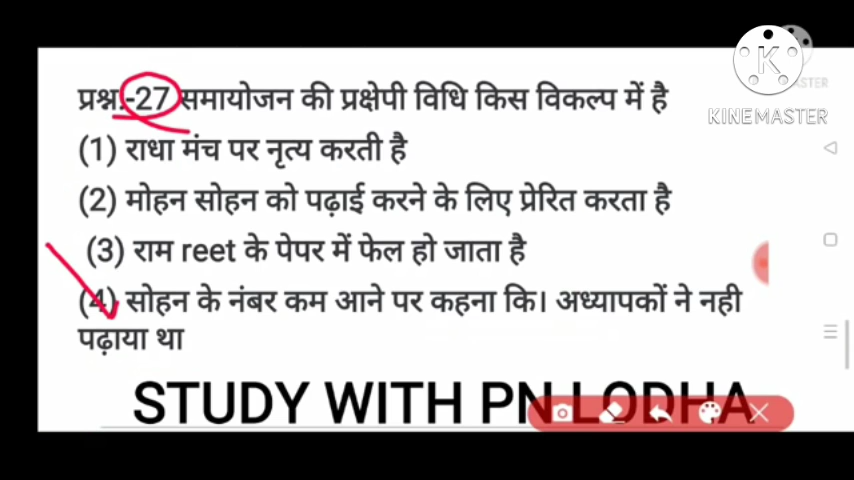 प्रश्न.-27 समायोजन की प्रक्षेपी विधि किस विकल्प में है
(1) राधा मंच पर नृत्य करती है
(2) मोहन सोहन को पढ़ाई करने के लिए प्रेरित करता है
(3) राम reet के पेपर में फेल हो जाता है
(4) सोहन के नंबर कम आने पर कहना कि। अध्यापकों ने नही
पढ़ाया था
STUDY WITH PN LODHA
K
KINEMASTER